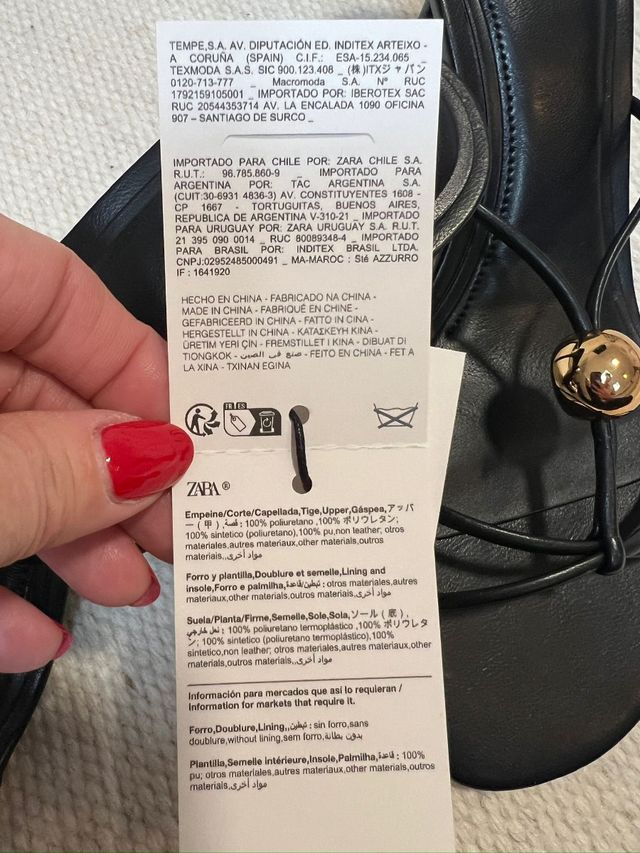 TEMPE,S.A. AV. DIPUTACIÓN ED. INDITEX ARTEIXO -
A CORUÑA (SPAIN) C.I.F.: ESA-15.234.065 _
TEXMODA S.A.S. SIC 900.123.408 _ (株)ITXジャパン
0120-713-777 _ Macromoda S.A. Nº RUC
1792159105001 _ IMPORTADO POR: IBEROTEX SAC
RUC 20544353714 AV. LA ENCALADA 1090 OFICINA
907 – SANTIAGO DE SURCO _
IMPORTADO PARA CHILE POR: ZARA CHILE S.A.
R.U.T.: 96.785.860-9 _ IMPORTADO PARA
ARGENTINA POR: TAC ARGENTINA S.A.
(CUIT:30-6931 4836-3) AV. CONSTITUYENTES 1608 -
CP 1667 - TORTUGUITAS, BUENOS AIRES,
REPUBLICA DE ARGENTINA V-310-21 _ IMPORTADO
PARA URUGUAY POR: ZARA URUGUAY S.A. R.U.T.
21 395 090 0014 _ RUC 80089348-4 _ IMPORTADO
PARA BRASIL POR: INDITEX BRASIL LTDA.
CNPJ:02952485000491 _ MA-MAROC : Sté AZZURRO
IF : 1641920
HECHO EN CHINA - FABRICADO NA CHINA -
MADE IN CHINA - FABRIQUÉ EN CHINE -
GEFABRICEERD IN CHINA - FATTO IN CINA -
HERGESTELLT IN CHINA - ΚΑΤΑΣΚΕΥΗ ΚΙΝΑ -
ÜRETIM YERI ÇIN - FREMSTILLET I KINA - DIBUAT DI
TIONGKOK - صنع في الصين - FEITO EN CHINA - FET A
LA XINA - TXINAN EGINA
FR ES
ZARA®
Empeine/Corte/Capellada,Tige,Upper,Gáspea,アッパ
ー(甲),قصة: 100% poliuretano ,100% ポリウレタン;
100% sintetico (poliuretano),100% pu,non leather; otros
materiales,autres materiaux,other materials,outros
materiais,,مواد أخرى
Forro y plantilla,Doublure et semelle,Lining and
insole,Forro e palmilha,تبطين/قاعدة: otros materiales,autres
materiaux,other materials,outros materiais,,مواد أخرى
Suela/Planta/Firme,Semelle,Sole,Sola,ソール(底),
نعل خارجي: 100% poliuretano termoplástico ,100% ポリウレタ
ン; 100% sintetico (poliuretano termoplástico),100%
sintetico,non leather; otros materiales,autres materiaux,other
materials,outros materiais,,مواد أخرى
Información para mercados que así lo requieran /
Information for markets that require it.
Forro,Doublure,Lining,,تبطين: sin forro,sans
doublure,without lining,sem forro,بدون بطانة
Plantilla,Semelle intérieure,Insole,Palmilha,قاعدة: 100%
pu; otros materiales,autres materiaux,other materials,outros
materiais,مواد أخرى